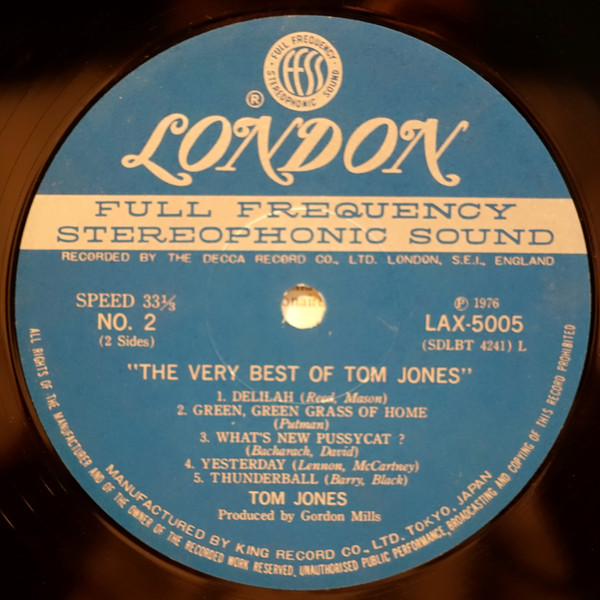 FULL FREQUENCY
ffss
STEREOPHONIC SOUND
®
LONDON
FULL FREQUENCY
STEREOPHONIC SOUND
RECORDED BY THE DECCA RECORD CO., LTD. LONDON, S.E.I., ENGLAND
SPEED 33⅓
℗ 1976
NO. 2
LAX-5005
(2 Sides)
(SDLBT 4241) L
"THE VERY BEST OF TOM JONES"
1. DELILAH (Reed, Mason)
2. GREEN, GREEN GRASS OF HOME
(Putman)
3. WHAT'S NEW PUSSYCAT ?
(Bacharach, David)
4. YESTERDAY (Lennon, McCartney)
5. THUNDERBALL (Barry, Black)
TOM JONES
Produced by Gordon Mills
MANUFACTURED BY KING RECORD CO., LTD. TOKYO, JAPAN
ALL RIGHTS OF THE MANUFACTURER AND OF THE OWNER OF THE RECORDED WORK RESERVED, UNAUTHORISED PUBLIC PERFORMANCE, BROADCASTING AND COPYING OF THIS RECORD PROHIBITED